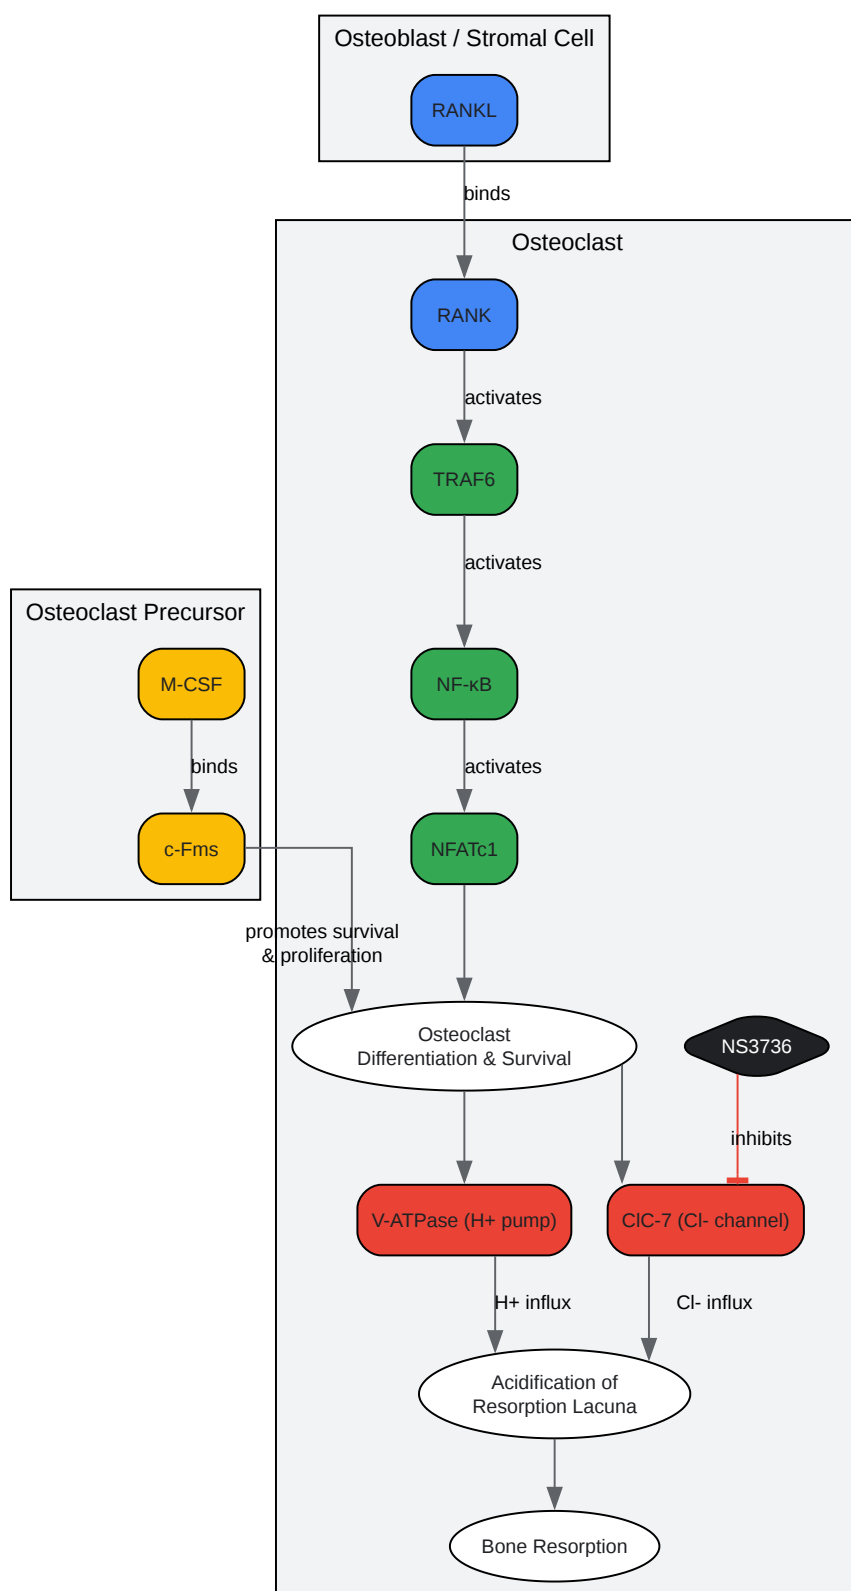 Osteoblast / Stromal Cell
RANKL
binds
Osteoclast
RANK
activates
TRAF6
activates
Osteoclast Precursor
M-CSF
NF-κB
binds
activates
c-Fms
NFATc1
promotes survival
& proliferation
Osteoclast
Differentiation & Survival
NS3736
inhibits
V-ATPase (H+ pump)
ClC-7 (Cl- channel)
H+ influx
Cl- influx
Acidification of
Resorption Lacuna
Bone Resorption